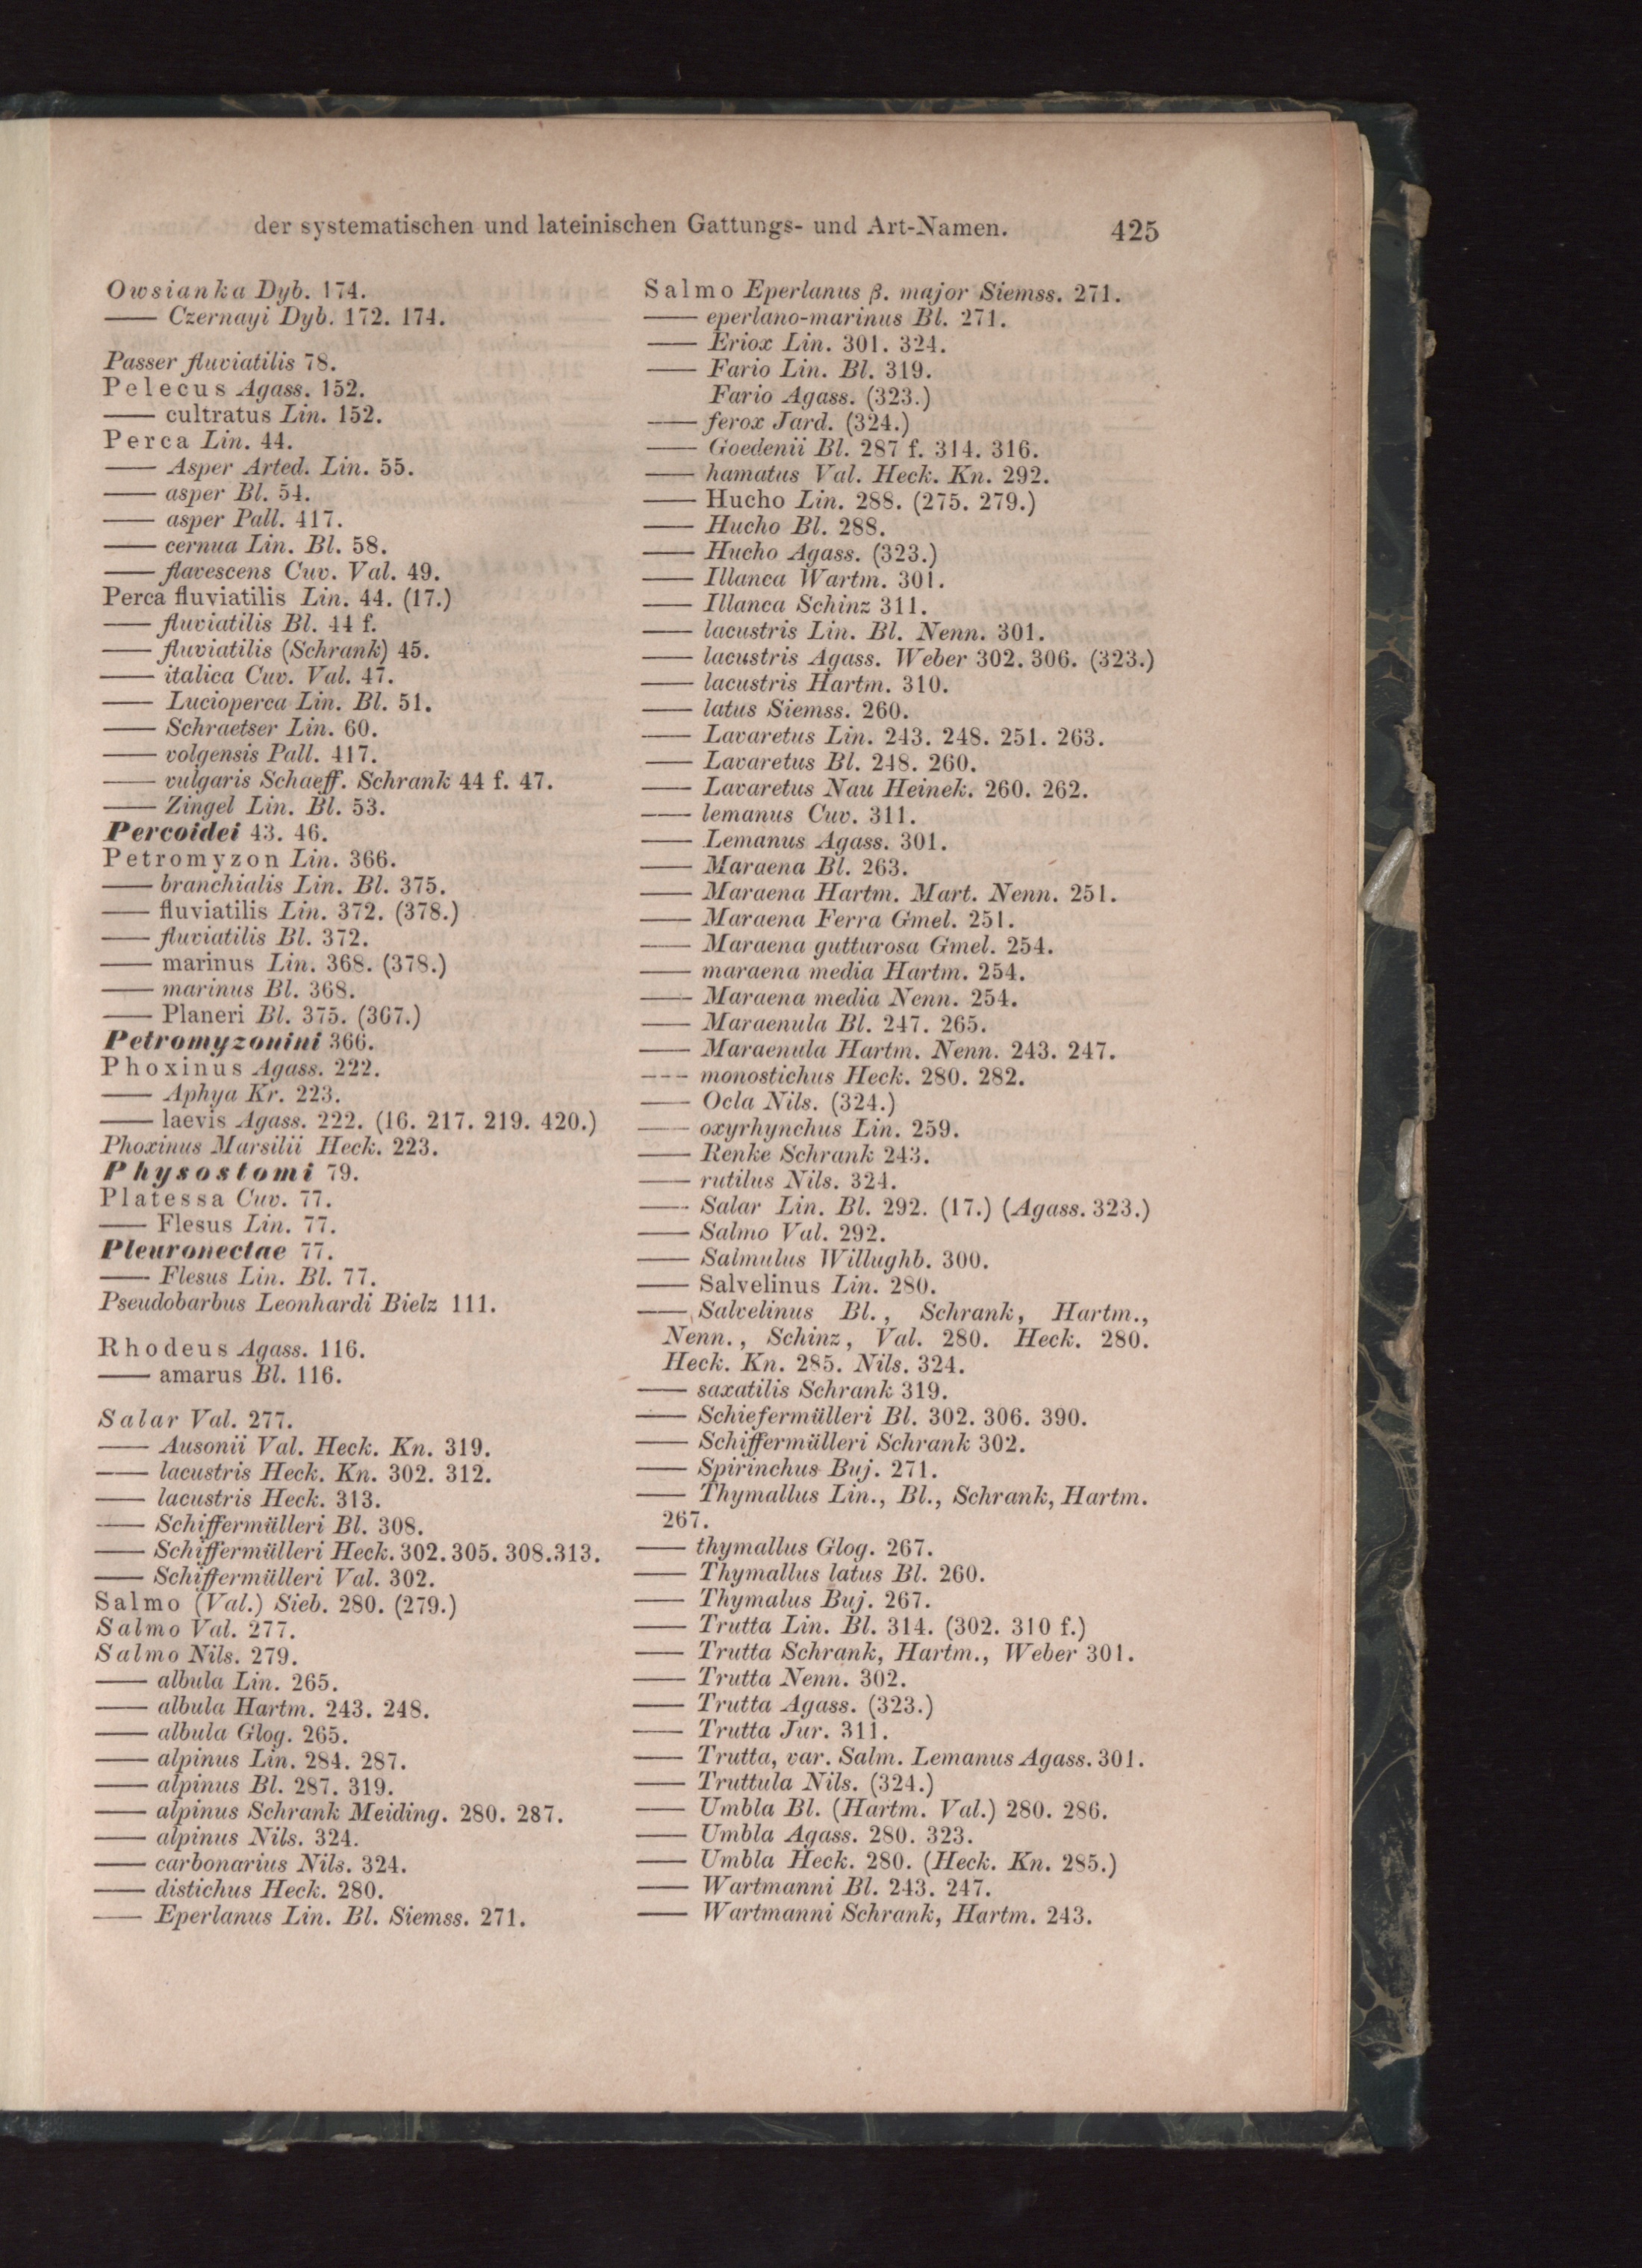 der systematischen und lateinischen Gattungs- und Art-Namen. 425
Owsianka Dyb. 174.
—— Czernayi Dyb. 172. 174.
Passer fluviatilis 78.
Pelecus Agass. 152.
—— cultratus Lin. 152.
Perca Lin. 44.
—— Asper Arted. Lin. 55.
—— asper Bl. 54.
—— asper Pall. 417.
—— cernua Lin. Bl. 58.
—— flavescens Cuv. Val. 49.
Perca fluviatilis Lin. 44. (17.)
—— fluviatilis Bl. 44 f.
—— fluviatilis (Schrank) 45.
—— italica Cuv. Val. 47.
—— Lucioperca Lin. Bl. 51.
—— Schraetser Lin. 60.
—— volgensis Pall. 417.
—— vulgaris Schaeff. Schrank 44 f. 47.
—— Zingel Lin. Bl. 53.
Percoidei 43. 46.
Petromyzon Lin. 366.
—— branchialis Lin. Bl. 375.
—— fluviatilis Lin. 372. (378.)
—— fluviatilis Bl. 372.
—— marinus Lin. 368. (378.)
—— marinus Bl. 368.
—— Planeri Bl. 375. (367.)
Petromyzonini 366.
Phoxinus Agass. 222.
—— Aphya Kr. 223.
—— laevis Agass. 222. (16. 217. 219. 420.)
Phoxinus Marsilii Heck. 223.
Physostomi 79.
Platessa Cuv. 77.
—— Flesus Lin. 77.
Pleuronectae 77.
—— Flesus Lin. Bl. 77.
Pseudobarbus Leonhardi Bielz 111.
Rhodeus Agass. 116.
—— amarus Bl. 116.
Salar Val. 277.
—— Ausonii Val. Heck. Kn. 319.
—— lacustris Heck. Kn. 302. 312.
—— lacustris Heck. 313.
—— Schiffermülleri Bl. 308.
—— Schiffermülleri Heck. 302. 305. 308. 313.
—— Schiffermülleri Val. 302.
Salmo (Val.) Sieb. 280. (279.)
Salmo Val. 277.
Salmo Nils. 279.
—— albula Lin. 265.
—— albula Hartm. 243. 248.
—— albula Glog. 265.
—— alpinus Lin. 284. 287.
—— alpinus Bl. 287. 319.
—— alpinus Schrank Meiding. 280. 287.
—— alpinus Nils. 324.
—— carbonarius Nils. 324.
—— distichus Heck. 280.
—— Eperlanus Lin. Bl. Siemss. 271.
Salmo Eperlanus β. major Siemss. 271.
—— eperlano-marinus Bl. 271.
—— Eriox Lin. 301. 324.
—— Fario Lin. Bl. 319.
Fario Agass. (323.)
—— ferox Jard. (324.)
—— Goedenii Bl. 287 f. 314. 316.
—— hamatus Val. Heck. Kn. 292.
—— Hucho Lin. 288. (275. 279.)
—— Hucho Bl. 288.
—— Hucho Agass. (323.)
—— Illanca Wartm. 301.
—— Illanca Schinz 311.
—— lacustris Lin. Bl. Nenn. 301.
—— lacustris Agass. Weber 302. 306. (323.)
—— lacustris Hartm. 310.
—— latus Siemss. 260.
—— Lavaretus Lin. 243. 248. 251. 263.
—— Lavaretus Bl. 248. 260.
—— Lavaretus Nau Heinek. 260. 262.
—— lemanus Cuv. 311.
—— Lemanus Agass. 301.
—— Maraena Bl. 263.
—— Maraena Hartm. Mart. Nenn. 251.
—— Maraena Ferra Gmel. 251.
—— Maraena gutturosa Gmel. 254.
—— maraena media Hartm. 254.
—— Maraena media Nenn. 254.
—— Maraenula Bl. 247. 265.
—— Maraenula Hartm. Nenn. 243. 247.
—— monostichus Heck. 280. 282.
—— Ocla Nils. (324.)
—— oxyrhynchus Lin. 259.
—— Renke Schrank 243.
—— rutilus Nils. 324.
—— Salar Lin. Bl. 292. (17.) (Agass. 323.)
—— Salmo Val. 292.
—— Salmulus Willughb. 300.
—— Salvelinus Lin. 280.
—— Salvelinus Bl., Schrank, Hartm.,
Nenn., Schinz, Val. 280. Heck. 280.
Heck. Kn. 285. Nils. 324.
—— saxatilis Schrank 319.
—— Schiefermülleri Bl. 302. 306. 390.
—— Schiffermülleri Schrank 302.
—— Spirinchus Buj. 271.
—— Thymallus Lin., Bl., Schrank, Hartm.
267.
—— thymallus Glog. 267.
—— Thymallus latus Bl. 260.
—— Thymalus Buj. 267.
—— Trutta Lin. Bl. 314. (302. 310 f.)
—— Trutta Schrank, Hartm., Weber 301.
—— Trutta Nenn. 302.
—— Trutta Agass. (323.)
—— Trutta Jur. 311.
—— Trutta, var. Salm. Lemanus Agass. 301.
—— Truttula Nils. (324.)
—— Umbla Bl. (Hartm. Val.) 280. 286.
—— Umbla Agass. 280. 323.
—— Umbla Heck. 280. (Heck. Kn. 285.)
—— Wartmanni Bl. 243. 247.
—— Wartmanni Schrank, Hartm. 243.